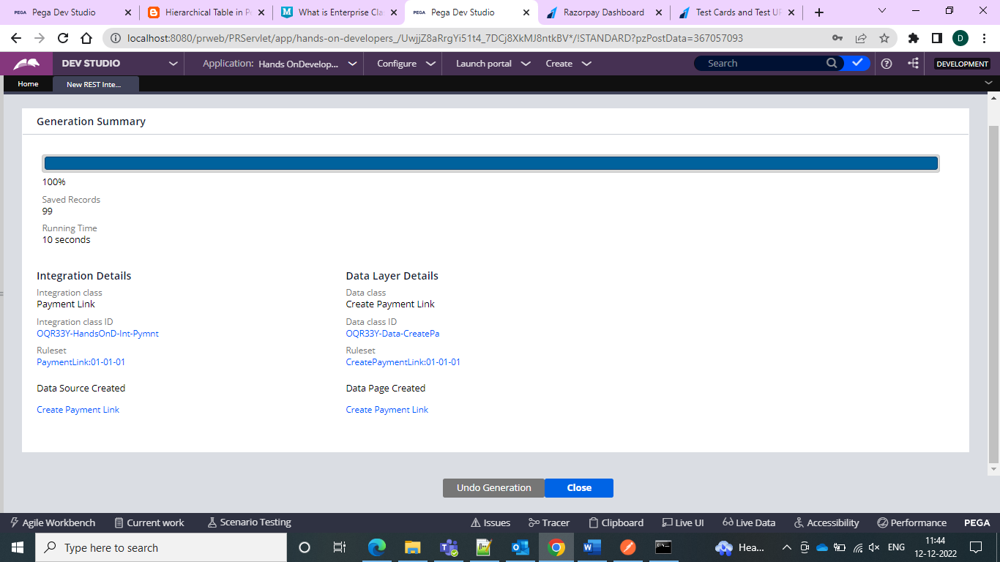 PEGA Pega Dev Studio
Hierarchical Table in Pe
What is Enterprise Clas
PEGA Pega Dev Studio
Razorpay Dashboard
Test Cards and Test UP
localhost:8080/prweb/PRServlet/app/hands-on-developers_/UwjjZ8aRrgYi51t4_7DCj8XkMJ8ntkBV*/!STANDARD?pzPostData=367057093
D
DEV STUDIO
Application: Hands OnDevelop...
Configure
Launch portal
Create
Search
DEVELOPMENT
Home
New REST Inte...
Generation Summary
100%
Saved Records
99
Running Time
10 seconds
Integration Details
Integration class
Payment Link
Integration class ID
OQR33Y-HandsOnD-Int-Pymnt
Ruleset
PaymentLink:01-01-01
Data Source Created
Create Payment Link
Data Layer Details
Data class
Create Payment Link
Data class ID
OQR33Y-Data-CreatePa
Ruleset
CreatePaymentLink:01-01-01
Data Page Created
Create Payment Link
Undo Generation
Close
Agile Workbench
Current work
Scenario Testing
Issues
Tracer
Clipboard
Live UI
Live Data
Accessibility
Performance
PEGA
Type here to search
Hea...
ENG
11:44
12-12-2022